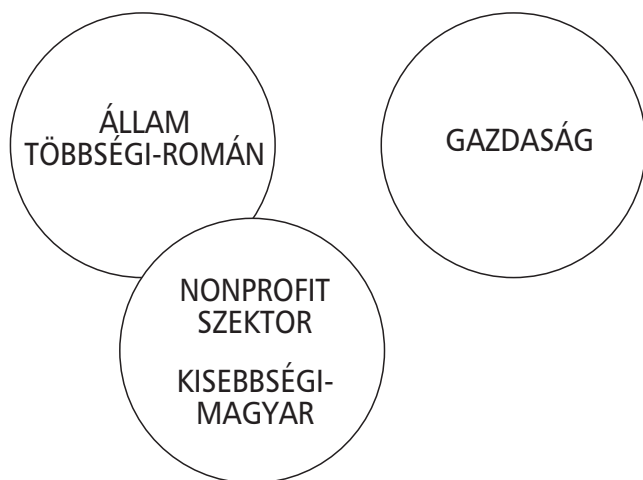 ÁLLAM
TÖBBSÉGI-ROMÁN
GAZDASÁG
NONPROFIT
SZEKTOR
KISEBBSÉGI-
MAGYAR